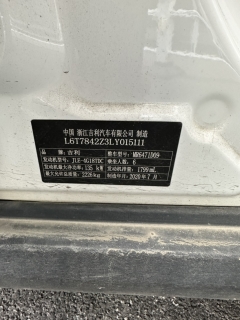 中国 浙江吉利汽车有限公司 制造
L6T7842Z3LY015111
品牌:吉利 整车型号:MR6471D09
发动机型号:JLE-4G18TDC 乘坐人数:6
发动机最大净功率:135 kW 发动机排量:1799 mL
最大允许总质量:2226kg 制造年月:2020年7月